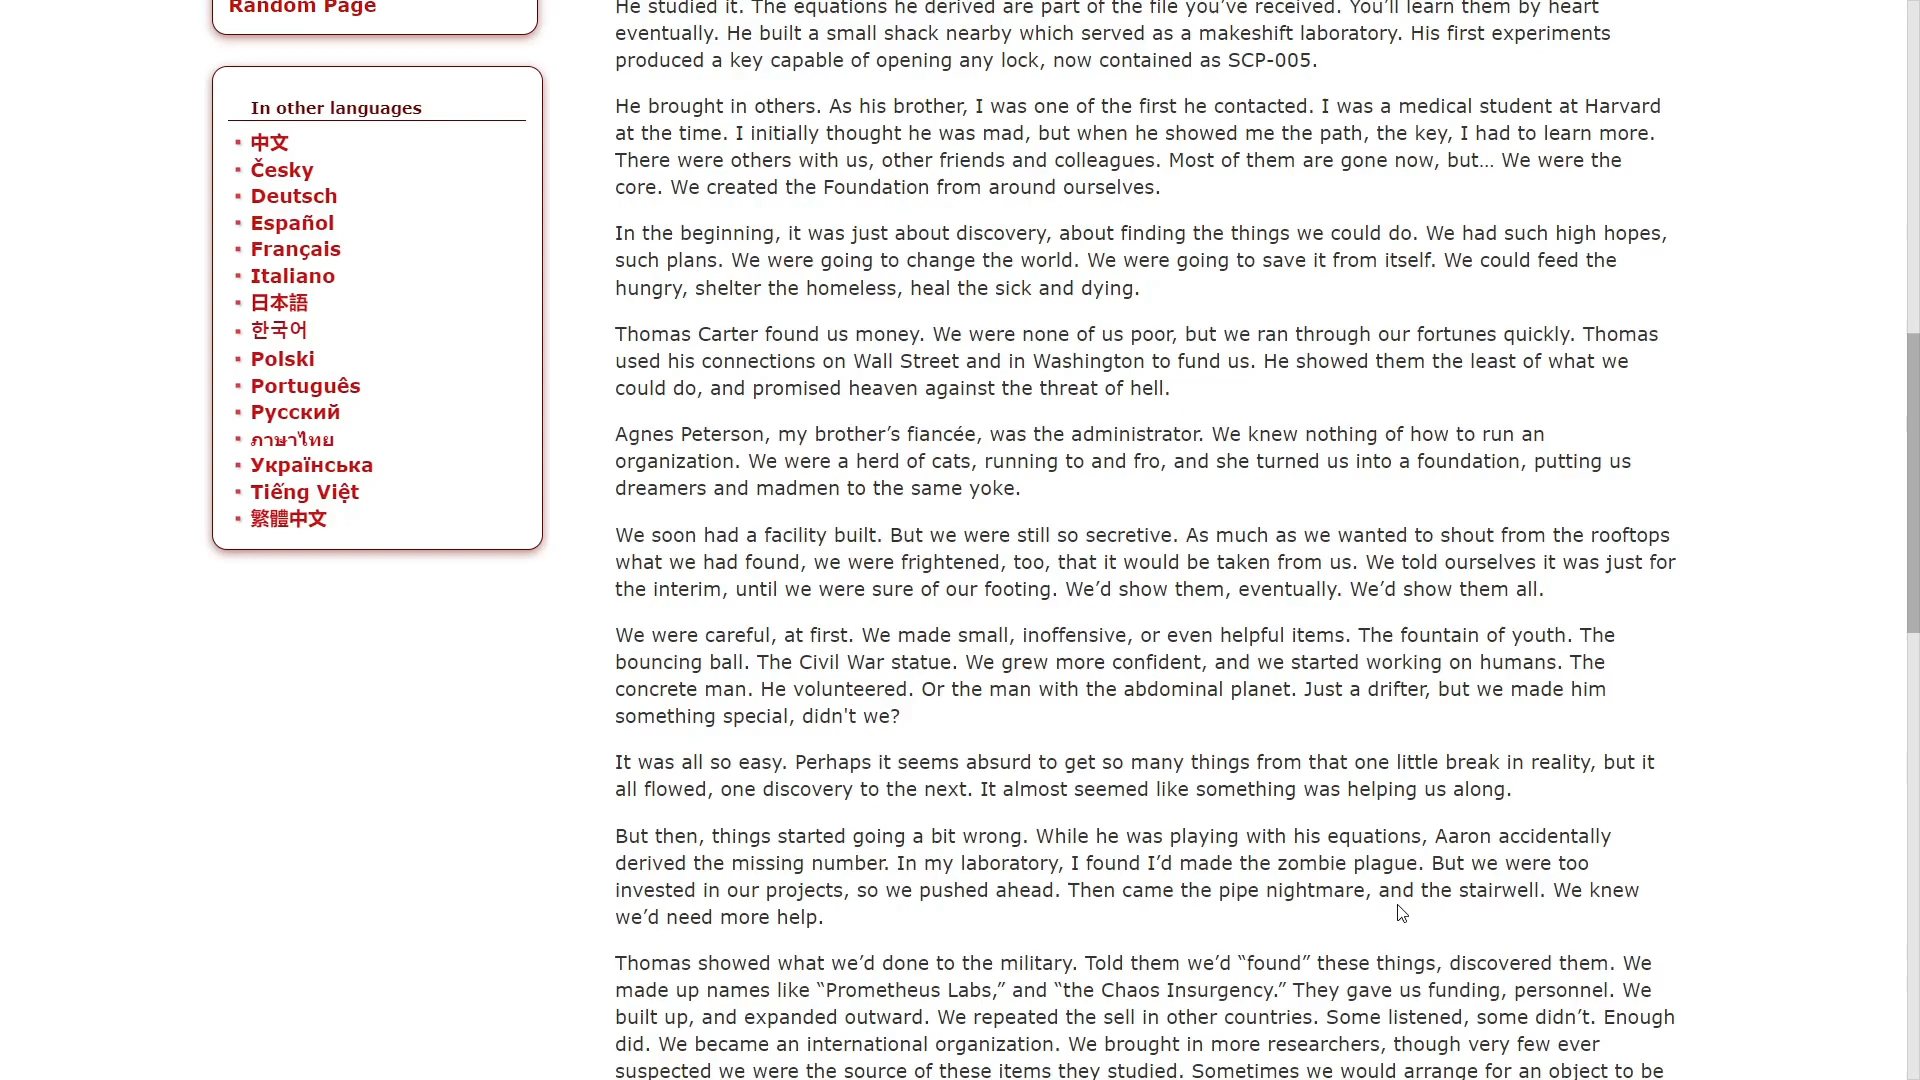 Random Page
In other languages
中文
Česky
Deutsch
Español
Français
Italiano
日本語
한국어
Polski
Português
Русский
ภาษาไทย
Українська
Tiếng Việt
繁體中文
He studied it. The equations he derived are part of the file you’ve received. You’ll learn them by heart
eventually. He built a small shack nearby which served as a makeshift laboratory. His first experiments
produced a key capable of opening any lock, now contained as SCP-005.
He brought in others. As his brother, I was one of the first he contacted. I was a medical student at Harvard
at the time. I initially thought he was mad, but when he showed me the path, the key, I had to learn more.
There were others with us, other friends and colleagues. Most of them are gone now, but… We were the
core. We created the Foundation from around ourselves.
In the beginning, it was just about discovery, about finding the things we could do. We had such high hopes,
such plans. We were going to change the world. We were going to save it from itself. We could feed the
hungry, shelter the homeless, heal the sick and dying.
Thomas Carter found us money. We were none of us poor, but we ran through our fortunes quickly. Thomas
used his connections on Wall Street and in Washington to fund us. He showed them the least of what we
could do, and promised heaven against the threat of hell.
Agnes Peterson, my brother’s fiancée, was the administrator. We knew nothing of how to run an
organization. We were a herd of cats, running to and fro, and she turned us into a foundation, putting us
dreamers and madmen to the same yoke.
We soon had a facility built. But we were still so secretive. As much as we wanted to shout from the rooftops
what we had found, we were frightened, too, that it would be taken from us. We told ourselves it was just for
the interim, until we were sure of our footing. We’d show them, eventually. We’d show them all.
We were careful, at first. We made small, inoffensive, or even helpful items. The fountain of youth. The
bouncing ball. The Civil War statue. We grew more confident, and we started working on humans. The
concrete man. He volunteered. Or the man with the abdominal planet. Just a drifter, but we made him
something special, didn't we?
It was all so easy. Perhaps it seems absurd to get so many things from that one little break in reality, but it
all flowed, one discovery to the next. It almost seemed like something was helping us along.
But then, things started going a bit wrong. While he was playing with his equations, Aaron accidentally
derived the missing number. In my laboratory, I found I’d made the zombie plague. But we were too
invested in our projects, so we pushed ahead. Then came the pipe nightmare, and the stairwell. We knew
we’d need more help.
Thomas showed what we’d done to the military. Told them we’d “found” these things, discovered them. We
made up names like “Prometheus Labs,” and “the Chaos Insurgency.” They gave us funding, personnel. We
built up, and expanded outward. We repeated the sell in other countries. Some listened, some didn’t. Enough
did. We became an international organization. We brought in more researchers, though very few ever
suspected we were the source of these items they studied. Sometimes we would arrange for an object to be